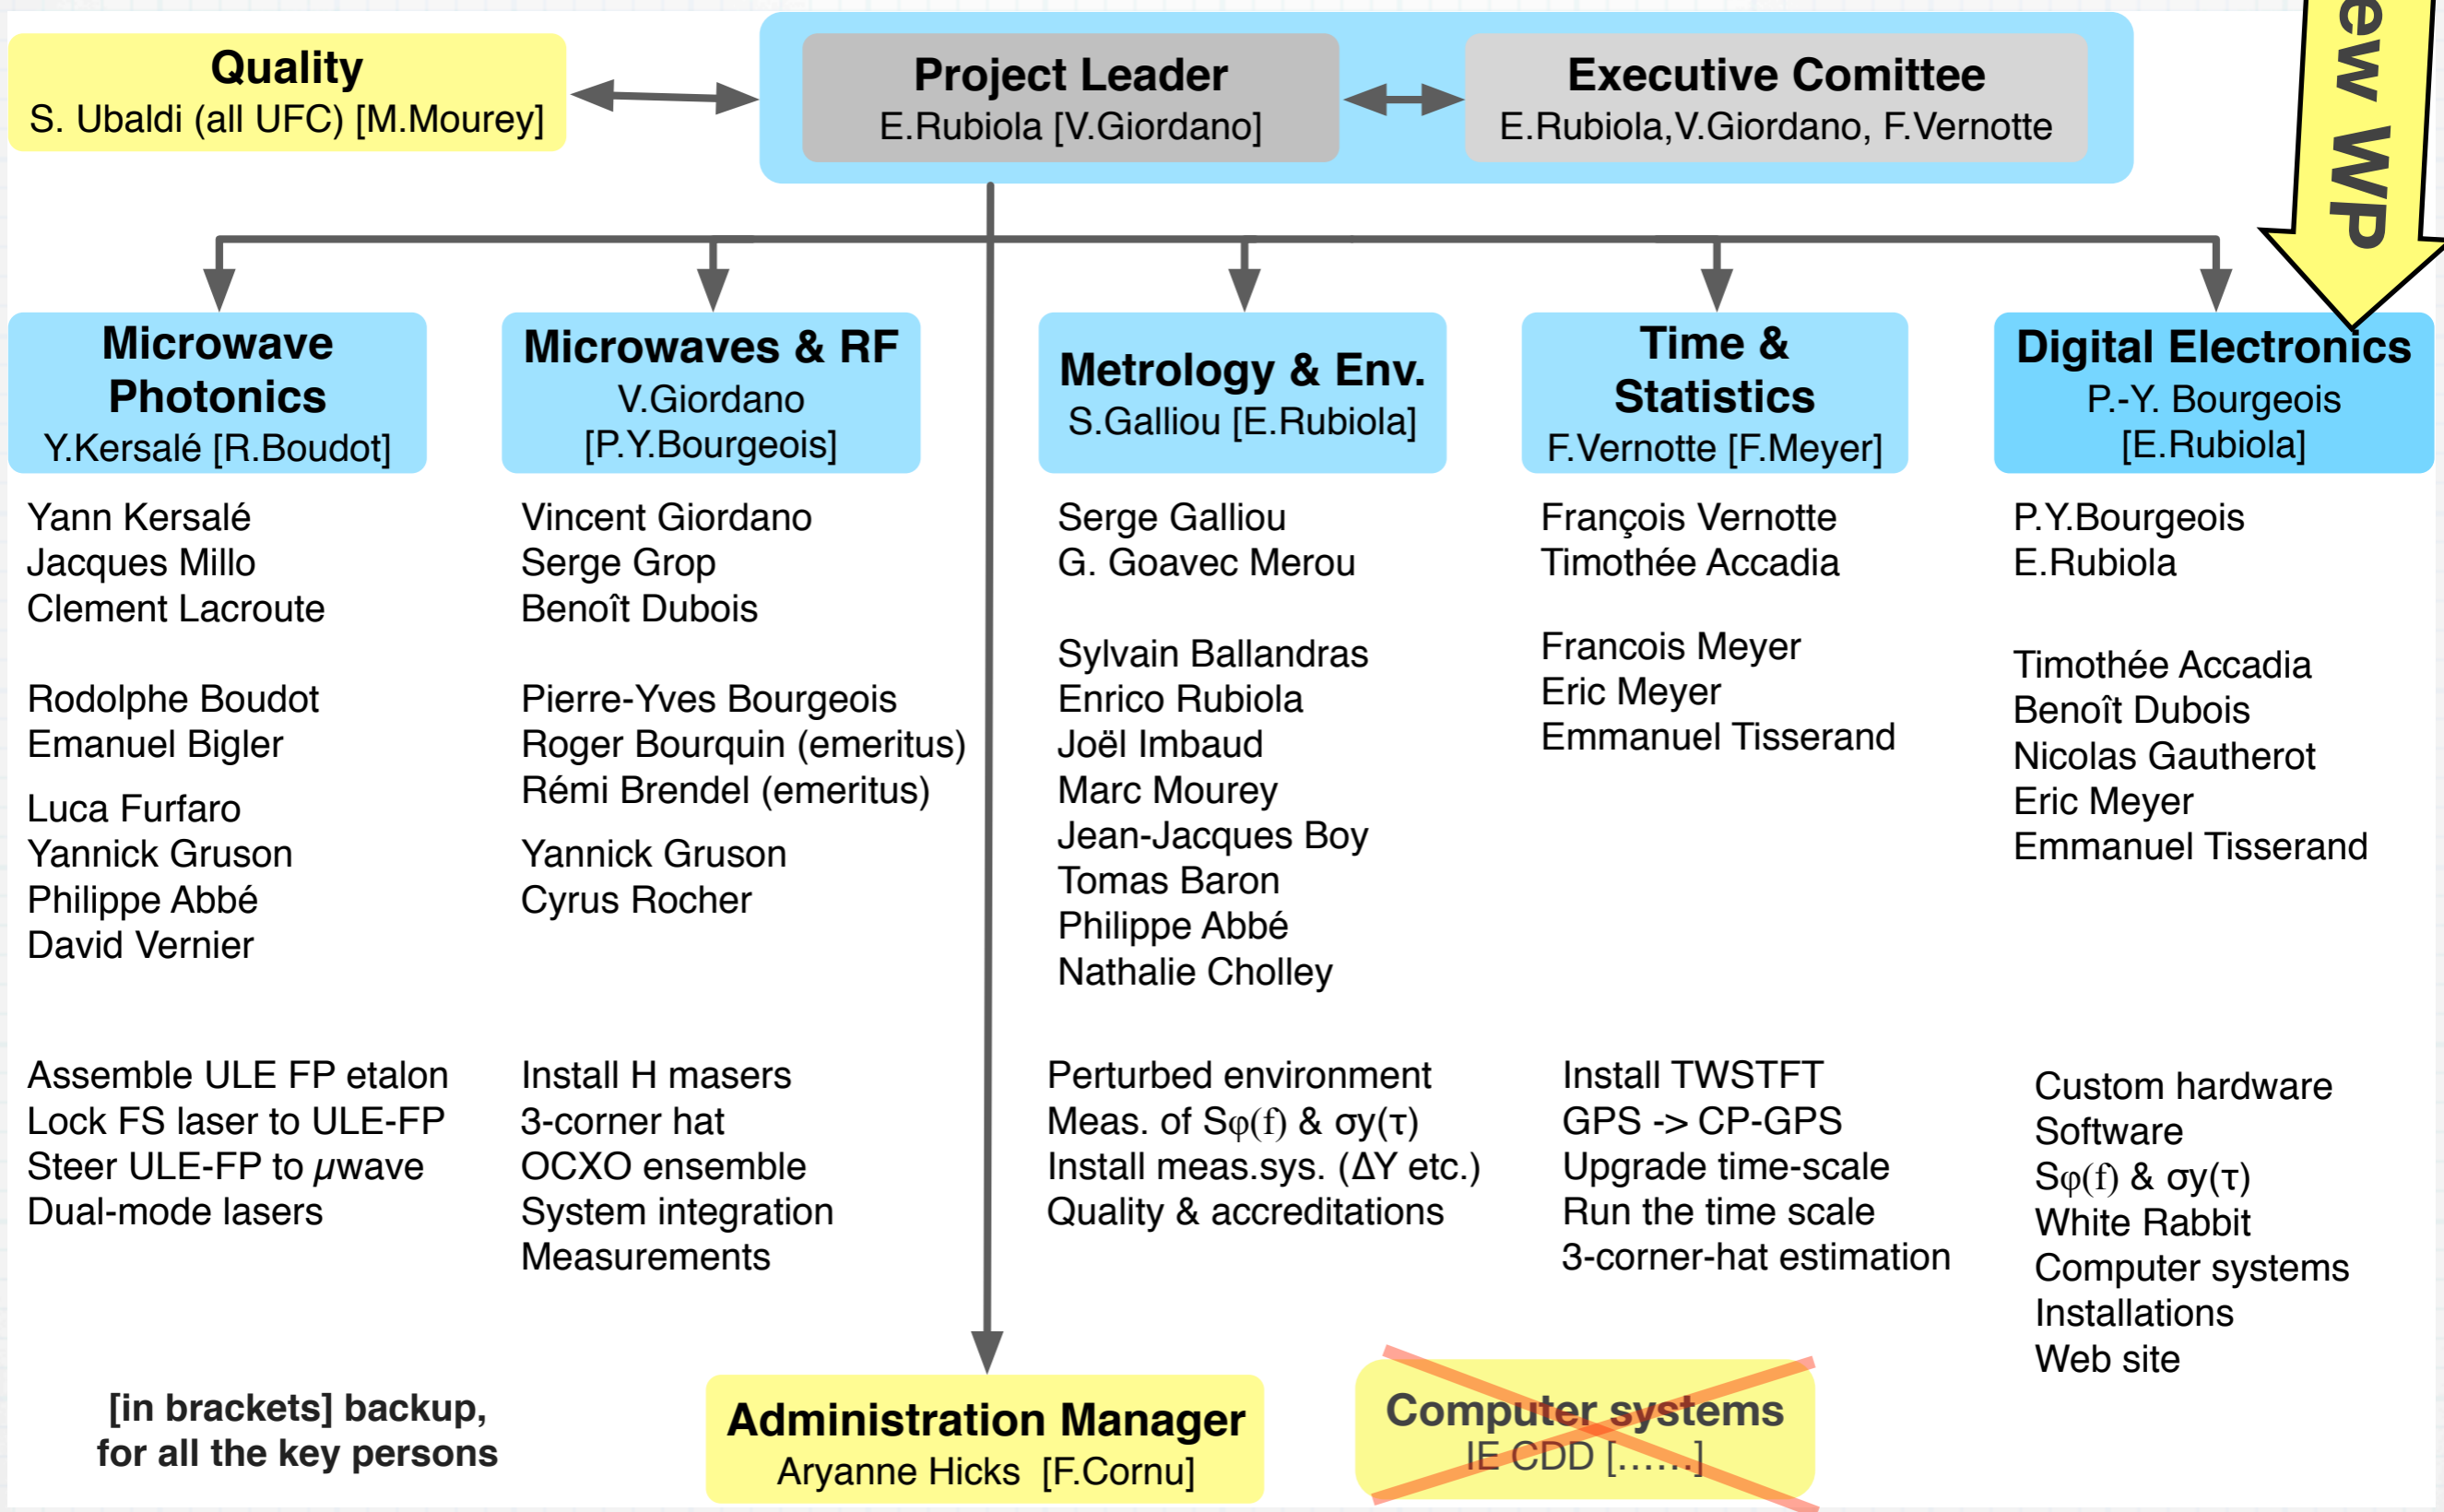 Quality
S. Ubaldi (all UFC) [M.Mourey]
Project Leader
E.Rubiola [V.Giordano]
Executive Comittee
E.Rubiola,V.Giordano, F.Vernotte
WP
Microwave
Photonics
Y.Kersalé [R.Boudot]
Yann Kersalé
Jacques Millo
Clement Lacroute
Rodolphe Boudot
Emanuel Bigler
Luca Furfaro
Yannick Gruson
Philippe Abbé
David Vernier
Assemble ULE FP etalon
Lock FS laser to ULE-FP
Steer ULE-FP to μwave
Dual-mode lasers
Microwaves & RF
V.Giordano
[P.Y.Bourgeois]
Vincent Giordano
Serge Grop
Benoît Dubois
Pierre-Yves Bourgeois
Roger Bourquin (emeritus)
Rémi Brendel (emeritus)
Yannick Gruson
Cyrus Rocher
Install H masers
3-corner hat
OCXO ensemble
System integration
Measurements
Metrology & Env.
S.Galliou [E.Rubiola]
Serge Galliou
G. Goavec Merou
Sylvain Ballandras
Enrico Rubiola
Joël Imbaud
Marc Mourey
Jean-Jacques Boy
Tomas Baron
Philippe Abbé
Nathalie Cholley
Perturbed environment
Meas. of Sφ(f) & σy(τ)
Install meas.sys. (ΔY etc.)
Quality & accreditations
Time &
Statistics
F.Vernotte [F.Meyer]
François Vernotte
Timothée Accadia
Francois Meyer
Eric Meyer
Emmanuel Tisserand
Install TWSTFT
GPS -> CP-GPS
Upgrade time-scale
Run the time scale
3-corner-hat estimation
Digital Electronics
P.-Y. Bourgeois
[E.Rubiola]
P.Y.Bourgeois
E.Rubiola
Timothée Accadia
Benoît Dubois
Nicolas Gautherot
Eric Meyer
Emmanuel Tisserand
Custom hardware
Software
Sφ(f) & σy(τ)
White Rabbit
Computer systems
Installations
Web site
[in brackets] backup,
for all the key persons
Administration Manager
Aryanne Hicks [F.Cornu]
Computer systems
IE CDD [......]